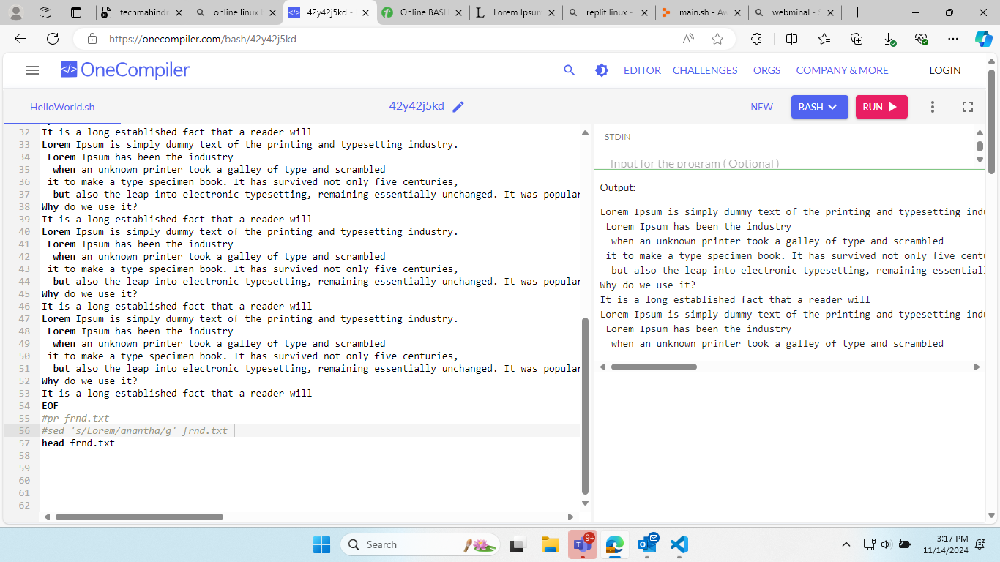 techmahindr
online linux b
42y42j5kd -
Online BASH
Lorem Ipsum
replit linux -
main.sh - Aw
webminal - S
https://onecompiler.com/bash/42y42j5kd
</> OneCompiler
EDITOR CHALLENGES ORGS COMPANY & MORE LOGIN
HelloWorld.sh
42y42j5kd
NEW BASH RUN
32 It is a long established fact that a reader will
33 Lorem Ipsum is simply dummy text of the printing and typesetting industry.
34 Lorem Ipsum has been the industry
35 when an unknown printer took a galley of type and scrambled
36 it to make a type specimen book. It has survived not only five centuries,
37 but also the leap into electronic typesetting, remaining essentially unchanged. It was popular
38 Why do we use it?
39 It is a long established fact that a reader will
40 Lorem Ipsum is simply dummy text of the printing and typesetting industry.
41 Lorem Ipsum has been the industry
42 when an unknown printer took a galley of type and scrambled
43 it to make a type specimen book. It has survived not only five centuries,
44 but also the leap into electronic typesetting, remaining essentially unchanged. It was popular
45 Why do we use it?
46 It is a long established fact that a reader will
47 Lorem Ipsum is simply dummy text of the printing and typesetting industry.
48 Lorem Ipsum has been the industry
49 when an unknown printer took a galley of type and scrambled
50 it to make a type specimen book. It has survived not only five centuries,
51 but also the leap into electronic typesetting, remaining essentially unchanged. It was popular
52 Why do we use it?
53 It is a long established fact that a reader will
54 EOF
55 #pr frnd.txt
56 #sed 's/Lorem/anantha/g' frnd.txt
57 head frnd.txt
58
59
60
61
62
STDIN
Input for the program ( Optional )
Output:
Lorem Ipsum is simply dummy text of the printing and typesetting indu
Lorem Ipsum has been the industry
when an unknown printer took a galley of type and scrambled
it to make a type specimen book. It has survived not only five centu
but also the leap into electronic typesetting, remaining essentiall
Why do we use it?
It is a long established fact that a reader will
Lorem Ipsum is simply dummy text of the printing and typesetting indu
Lorem Ipsum has been the industry
when an unknown printer took a galley of type and scrambled
Search
9+
3:17 PM
11/14/2024